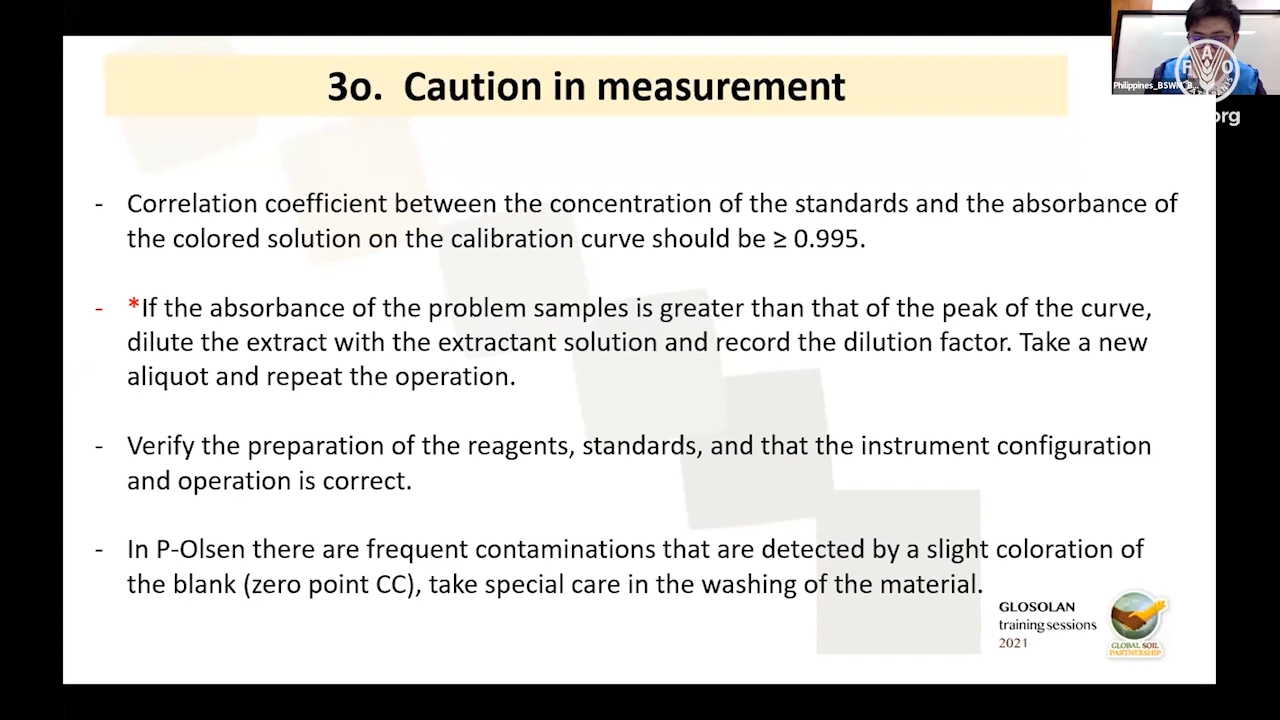 3o. Caution in measurement
- Correlation coefficient between the concentration of the standards and the absorbance of
the colored solution on the calibration curve should be ≥ 0.995.
- *If the absorbance of the problem samples is greater than that of the peak of the curve,
dilute the extract with the extractant solution and record the dilution factor. Take a new
aliquot and repeat the operation.
- Verify the preparation of the reagents, standards, and that the instrument configuration
and operation is correct.
- In P-Olsen there are frequent contaminations that are detected by a slight coloration of
the blank (zero point CC), take special care in the washing of the material.
GLOSOLAN
training sessions
2021
GLOBAL SOIL
PARTNERSHIP
F A O